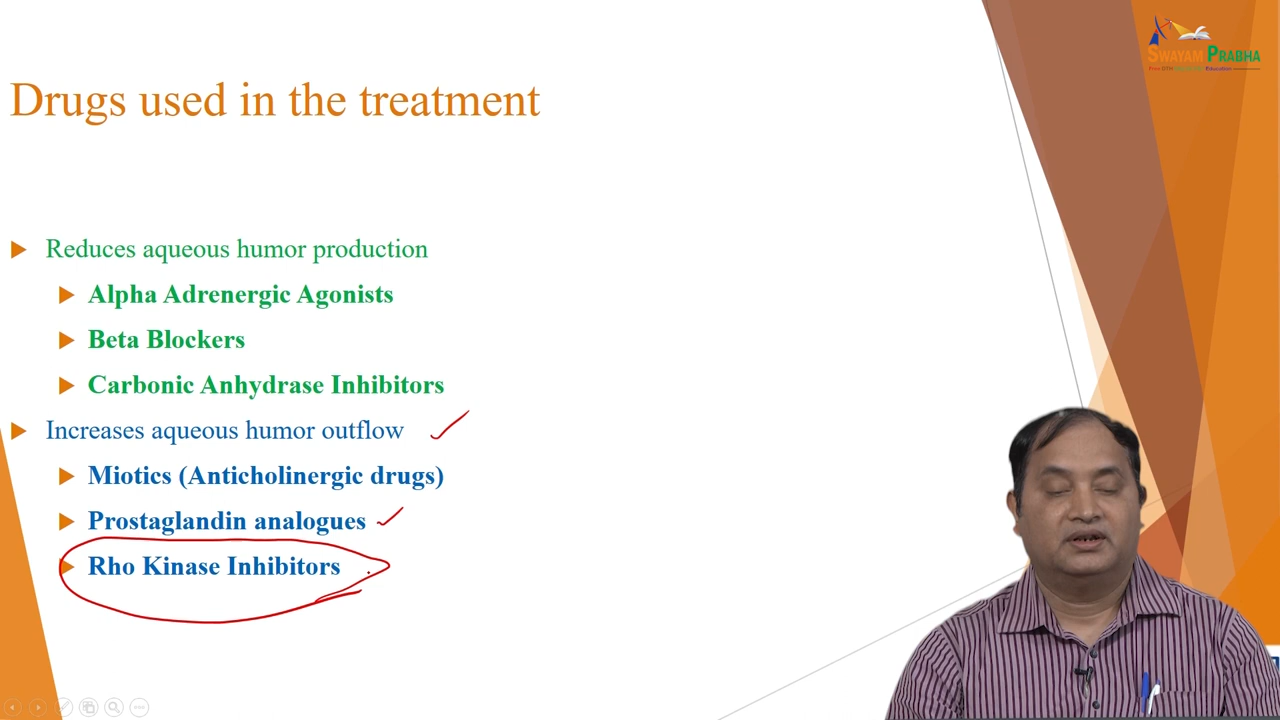 SWAYAM PRABHA
Drugs used in the treatment
Reduces aqueous humor production
Alpha Adrenergic Agonists
Beta Blockers
Carbonic Anhydrase Inhibitors
Increases aqueous humor outflow
Miotics (Anticholinergic drugs)
Prostaglandin analogues
Rho Kinase Inhibitors